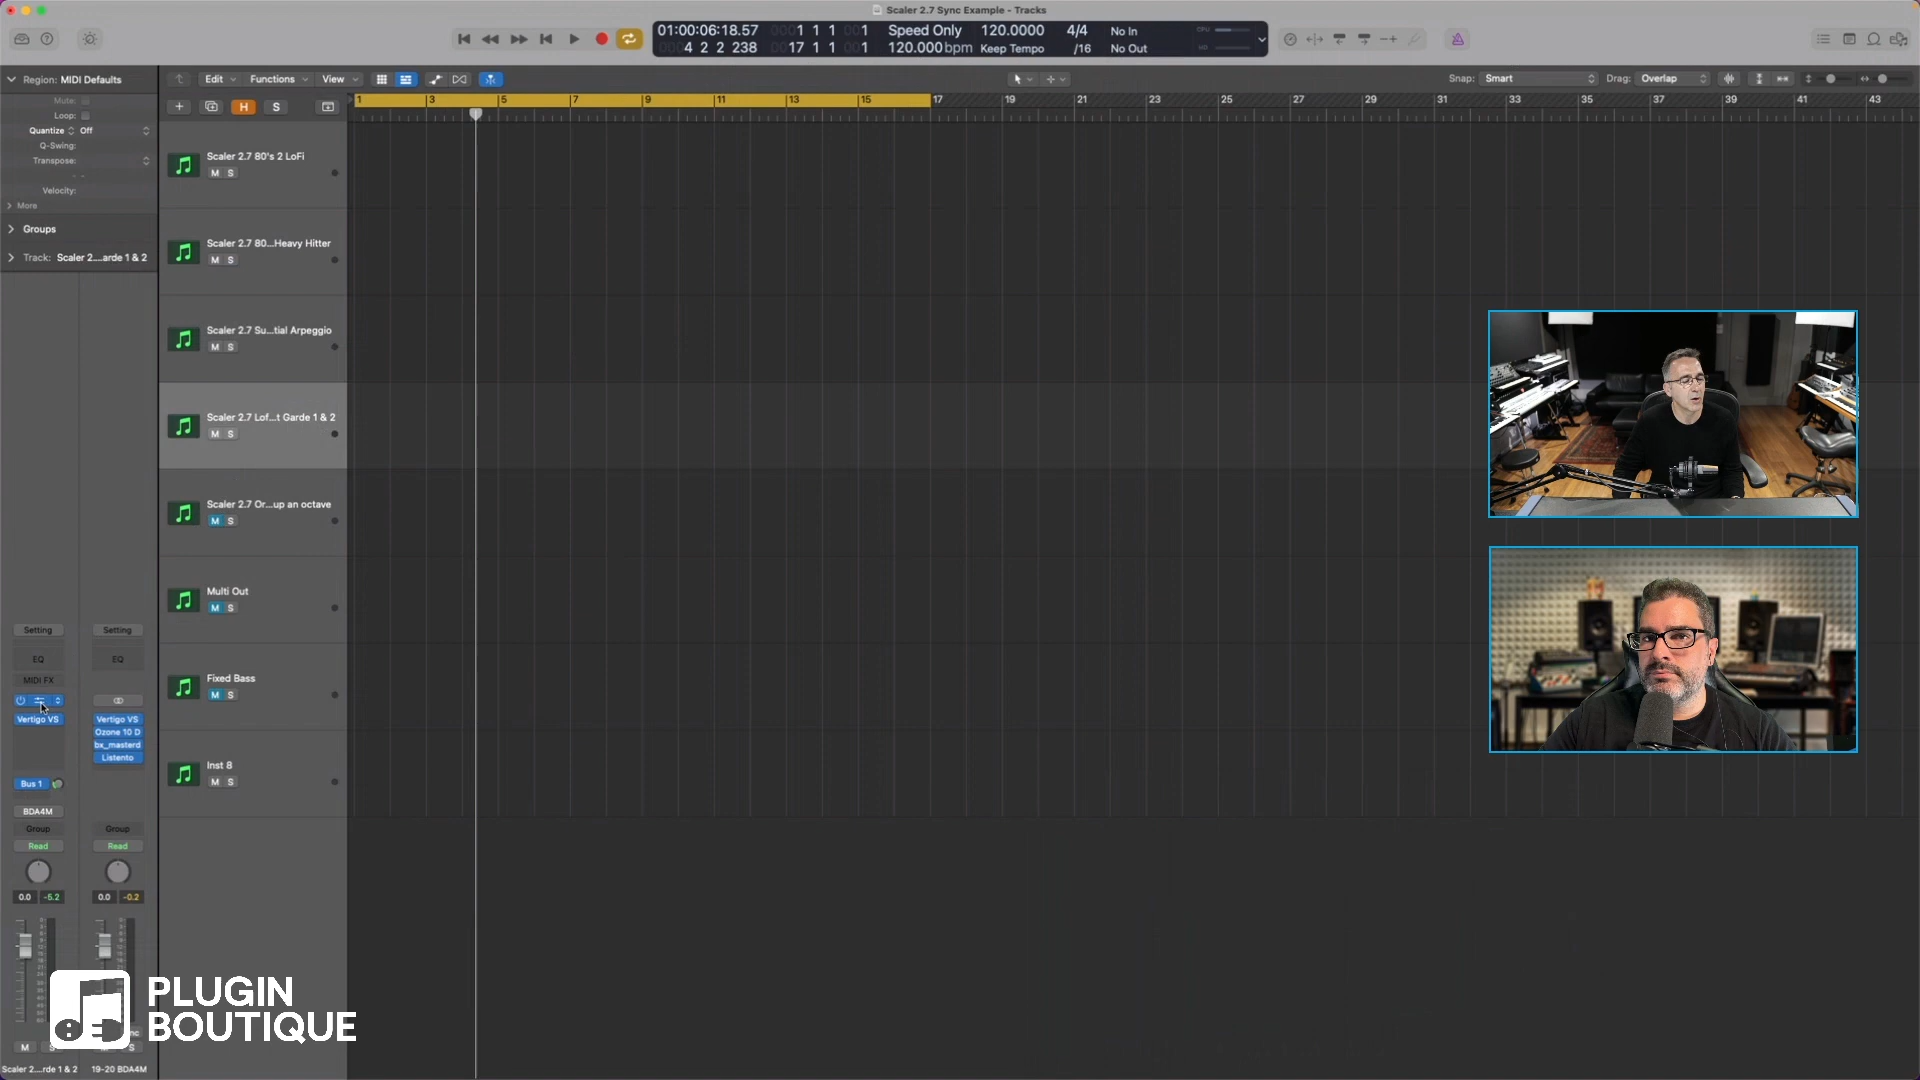 Scaler 2.7 Sync Example - Tracks
01:00:06:18.57
4 2 2 238
1 1 1 1
17 1 1 1
Speed Only
120.000bpm
120.0000
Keep Tempo
4/4
/16
No In
No Out
CPU
HD
Region: MIDI Defaults
Edit
Functions
View
Snap: Smart
Drag: Overlap
Mute:
Loop:
Quantize Off
Q-Swing:
Transpose:
Velocity:
More
Groups
Track: Scaler 2....arde 1 & 2
H
S
1 3 5 7 9 11 13 15 17 19 21 23 25 27 29 31 33 35 37 39 41 43
Scaler 2.7 80's 2 LoFi
M S
Scaler 2.7 80...Heavy Hitter
M S
Scaler 2.7 Su...tial Arpeggio
M S
Scaler 2.7 Lof...t Garde 1 & 2
M S
Scaler 2.7 Or...up an octave
M S
Multi Out
M S
Fixed Bass
M S
Inst 8
M S
Setting Setting
EQ EQ
MIDI FX
Vertigo VS Vertigo VS
Ozone 10 D
bx_masterd
Listento
Bus 1
BDA4M
Group Group
Read Read
0.0 -5.2 0.0 -0.2
PLUGIN
BOUTIQUE
M S S
Scaler 2....rde 1 & 2 19-20 BDA4M